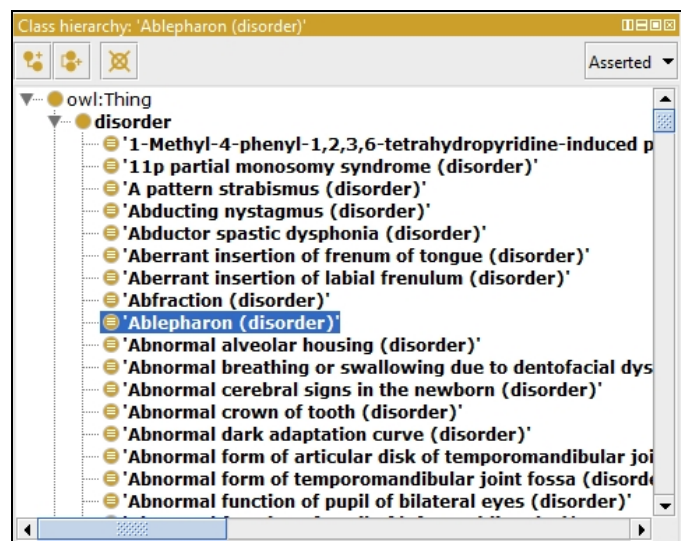 Class hierarchy: 'Ablepharon (disorder)'
Asserted
owl:Thing
disorder
'1-Methyl-4-phenyl-1,2,3,6-tetrahydropyridine-induced p
'11p partial monosomy syndrome (disorder)'
'A pattern strabismus (disorder)'
'Abducting nystagmus (disorder)'
'Abductor spastic dysphonia (disorder)'
'Aberrant insertion of frenum of tongue (disorder)'
'Aberrant insertion of labial frenulum (disorder)'
'Abfraction (disorder)'
'Ablepharon (disorder)'
'Abnormal alveolar housing (disorder)'
'Abnormal breathing or swallowing due to dentofacial dys
'Abnormal cerebral signs in the newborn (disorder)'
'Abnormal crown of tooth (disorder)'
'Abnormal dark adaptation curve (disorder)'
'Abnormal form of articular disk of temporomandibular joi
'Abnormal form of temporomandibular joint fossa (disorde
'Abnormal function of pupil of bilateral eyes (disorder)'